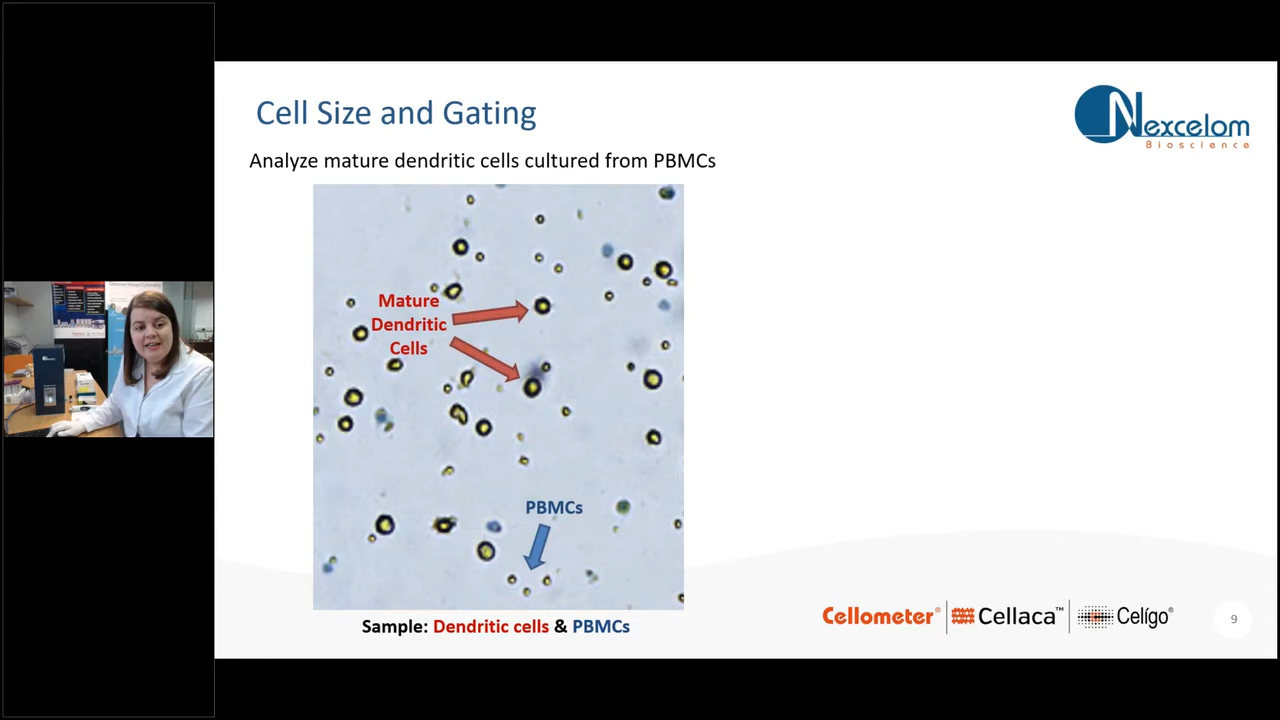 Cell Size and Gating
Nexcelom
Bioscience
Analyze mature dendritic cells cultured from PBMCs
Mature
Dendritic
Cells
PBMCs
Sample: Dendritic cells & PBMCs
Cellometer® Cellaca™ Celígo®
9